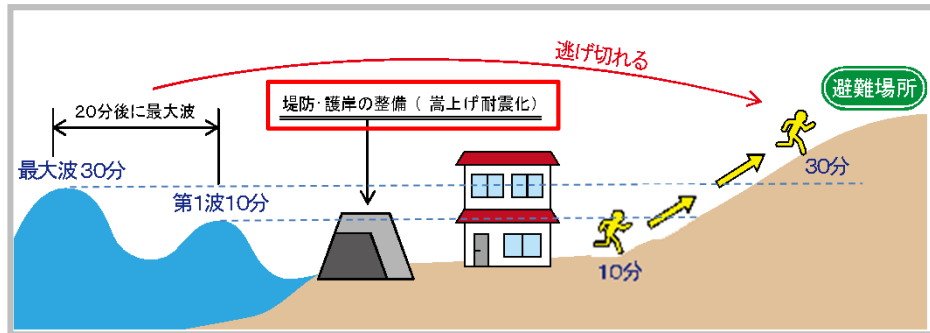 逃げ切れる
避難場所
堤防・護岸の整備( 嵩上げ耐震化)
20分後に最大波
最大波30分
第1波10分
30分
10分